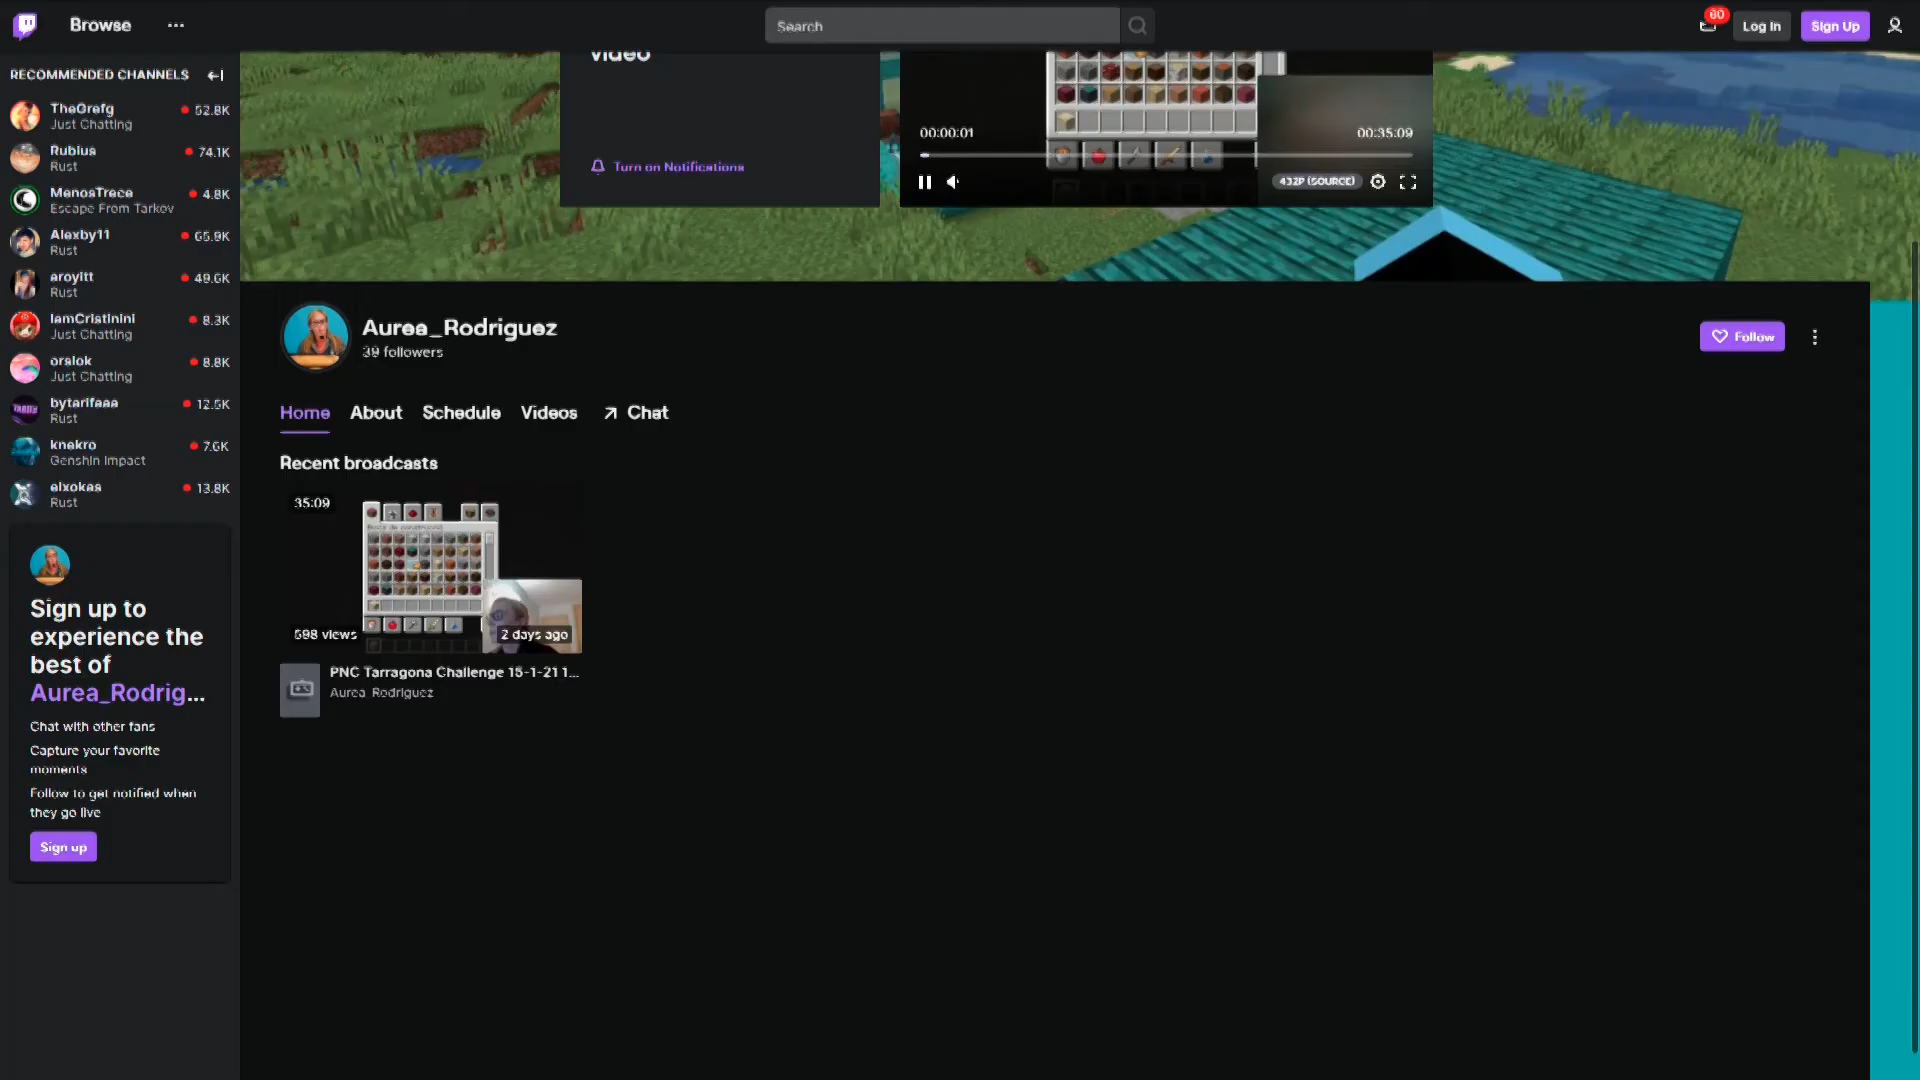 Browse
Search
60
Log In
Sign Up
RECOMMENDED CHANNELS
TheGrefg
Just Chatting
52.8K
Rubius
Rust
74.1K
MenosTrece
Escape From Tarkov
4.8K
Alexby11
Rust
65.9K
aroyitt
Rust
49.6K
IamCristinini
Just Chatting
8.3K
orslok
Just Chatting
8.8K
bytarifaaa
Rust
12.5K
knekro
Genshin Impact
7.6K
elxokas
Rust
13.8K
Sign up to
experience the
best of
Aurea_Rodrig...
Chat with other fans
Capture your favorite
moments
Follow to get notified when
they go live
Sign up
video
Turn on Notifications
00:00:01
00:35:09
432P (SOURCE)
Aurea_Rodriguez
39 followers
Follow
Home
About
Schedule
Videos
Chat
Recent broadcasts
35:09
598 views
2 days ago
PNC Tarragona Challenge 15-1-21 1...
Aurea_Rodriguez